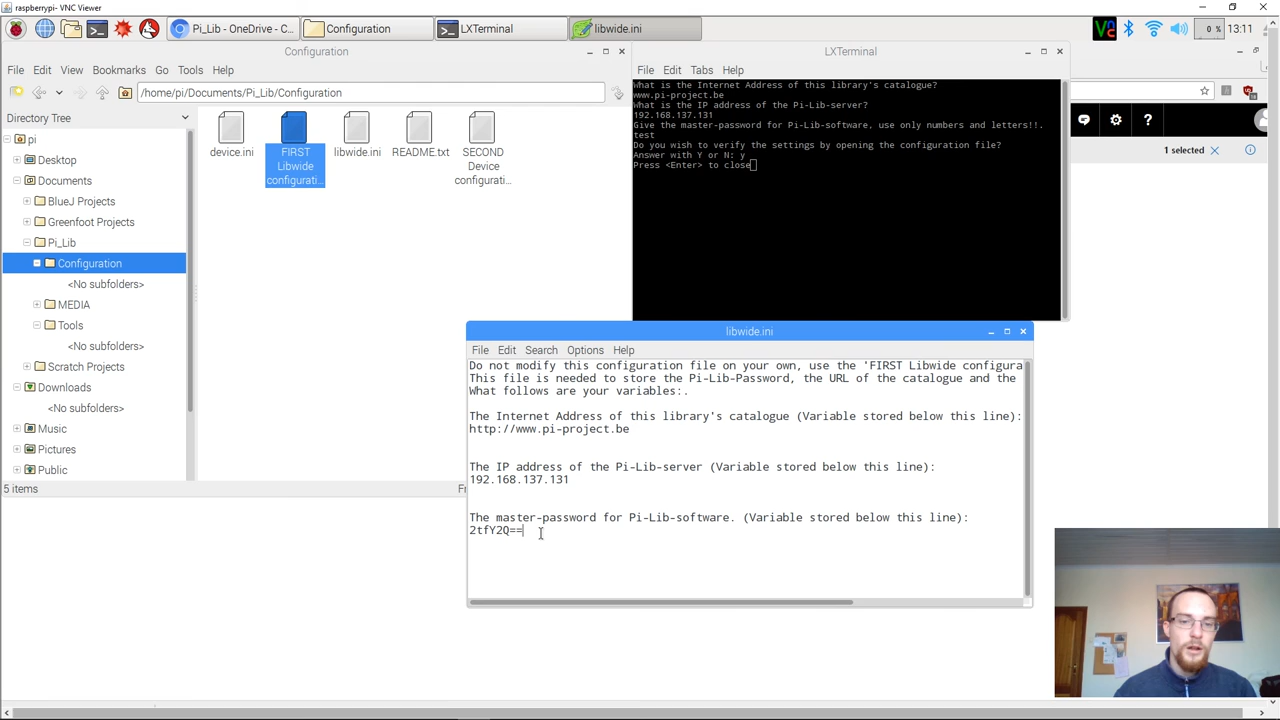 raspberrypi- VNC Viewer
Pi_Lib - OneDrive - C...
Configuration
LXTerminal
libwide.ini
0 %
13:11
Configuration
File Edit View Bookmarks Go Tools Help
/home/pi/Documents/Pi_Lib/Configuration
Directory Tree
pi
Desktop
Documents
BlueJ Projects
Greenfoot Projects
Pi_Lib
Configuration
<No subfolders>
MEDIA
Tools
<No subfolders>
Scratch Projects
Downloads
<No subfolders>
Music
Pictures
Public
5 items
device.ini
FIRST
Libwide
configurati...
libwide.ini
README.txt
SECOND
Device
configurati...
LXTerminal
File Edit Tabs Help
What is the Internet Address of this library's catalogue?
www.pi-project.be
What is the IP address of the Pi-Lib-server?
192.168.137.131
Give the master-password for Pi-Lib-software, use only numbers and letters!!.
test
Do you wish to verify the settings by opening the configuration file?
Answer with Y or N: y
Press <Enter> to close
1 selected
libwide.ini
File Edit Search Options Help
Do not modify this configuration file on your own, use the 'FIRST Libwide configura
This file is needed to store the Pi-Lib-Password, the URL of the catalogue and the
What follows are your variables:.
The Internet Address of this library's catalogue (Variable stored below this line):
http://www.pi-project.be
The IP address of the Pi-Lib-server (Variable stored below this line):
192.168.137.131
The master-password for Pi-Lib-software. (Variable stored below this line):
2tfY2Q==